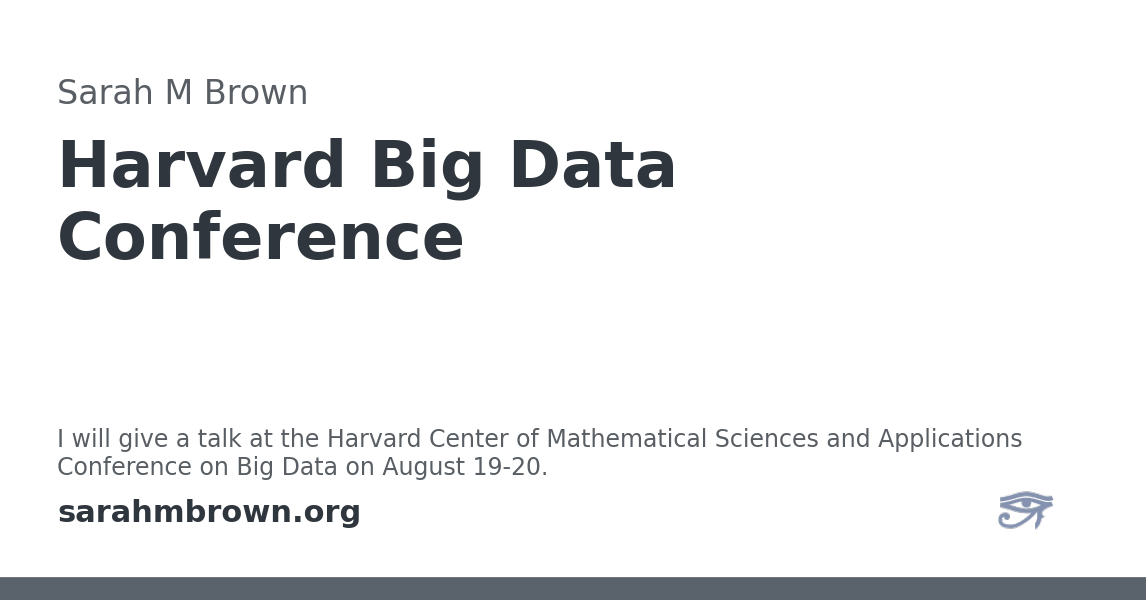 Sarah M Brown
Harvard Big Data
Conference
I will give a talk at the Harvard Center of Mathematical Sciences and Applications
Conference on Big Data on August 19-20.
sarahmbrown.org